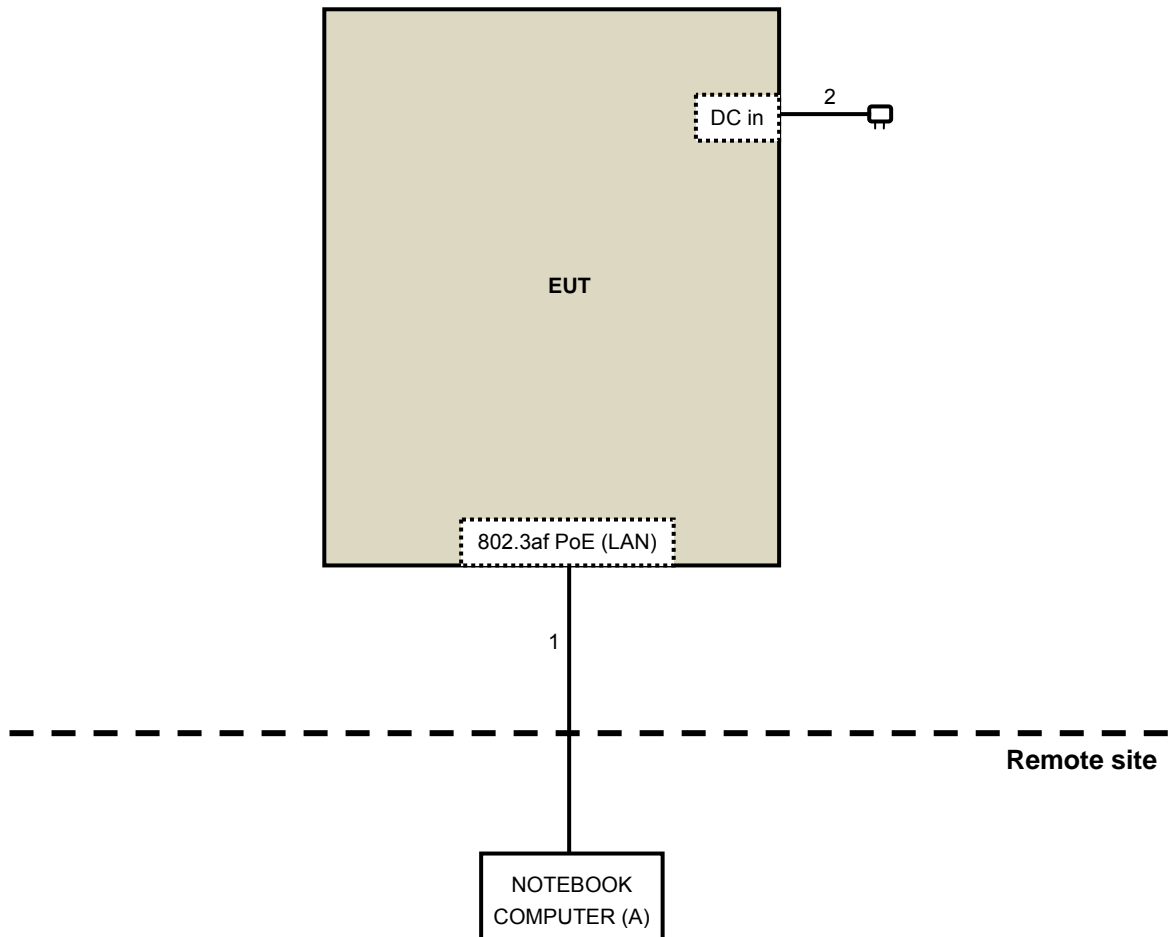 DC in
2
EUT
802.3af PoE (LAN)
1
Remote site
NOTEBOOK
COMPUTER (A)